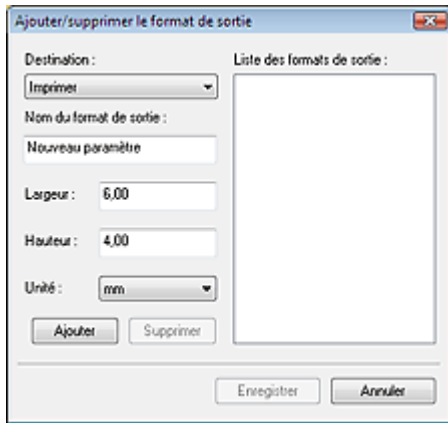 Ajouter/supprimer le format de sortie
Destination :
Imprimer
Nom du format de sortie :
Nouveau paramètre
Largeur :
6,00
Hauteur :
4,00
Unité :
mm
Ajouter
Supprimer
Liste des formats de sortie :
Enregistrer
Annuler